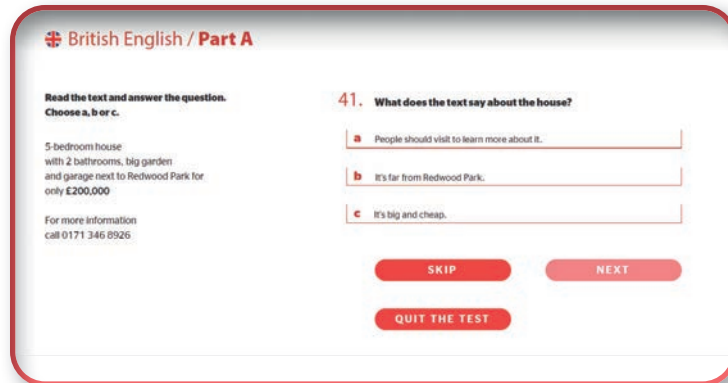 British English / Part A
Read the text and answer the question.
Choose a, b or c.
5-bedroom house
with 2 bathrooms, big garden
and garage next to Redwood Park for
only £200,000
For more information
call 0171 346 8926
41. What does the text say about the house?
a People should visit to learn more about it.
b It's far from Redwood Park.
c It's big and cheap.
SKIP NEXT
QUIT THE TEST